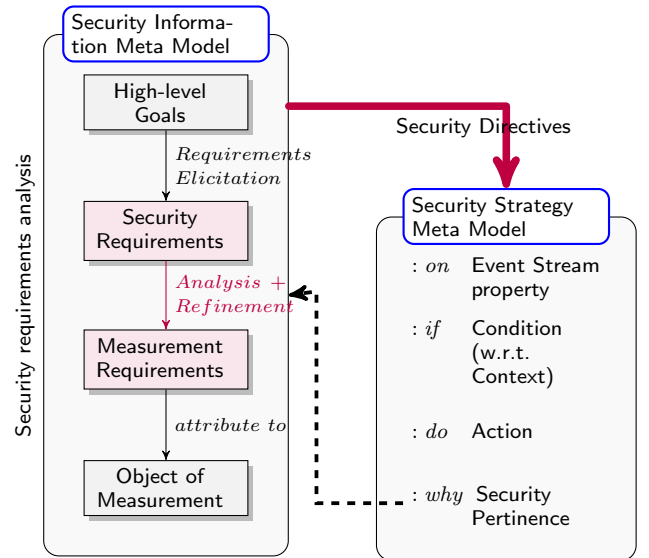 Security Informa-
tion Meta Model
Security requirements analysis
High-level
Goals
Requirements
Elicitation
Security
Requirements
Analysis +
Refinement
Measurement
Requirements
attribute to
Object of
Measurement
Security Directives
Security Strategy
Meta Model
: on Event Stream
property
: if Condition
(w.r.t.
Context)
: do Action
: why Security
Pertinence